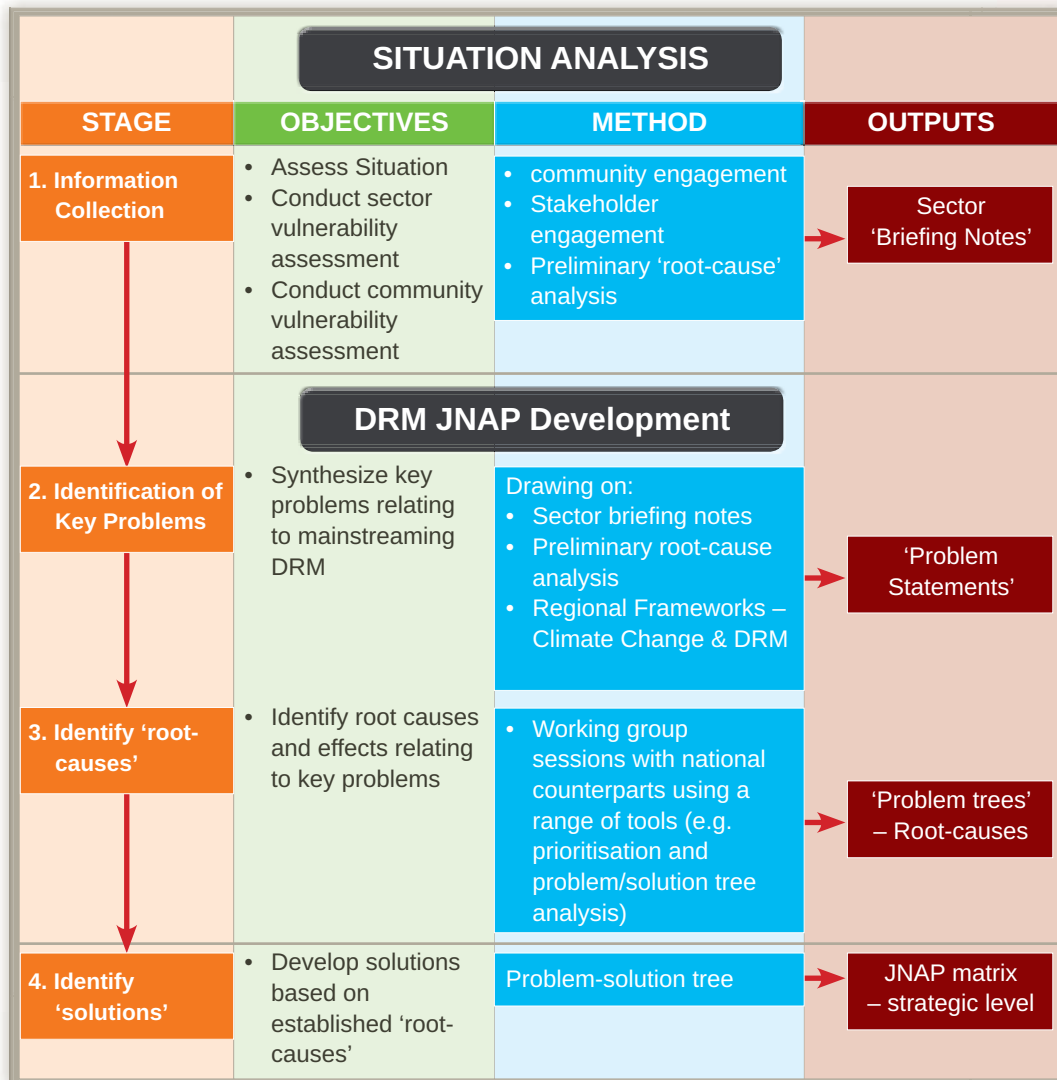 SITUATION ANALYSIS
STAGE
OBJECTIVES
METHOD
OUTPUTS
1. Information
Collection
• Assess Situation
• Conduct sector
vulnerability
assessment
• Conduct community
vulnerability
assessment
• community engagement
• Stakeholder
engagement
• Preliminary ‘root-cause’
analysis
Sector
‘Briefing Notes’
DRM JNAP Development
2. Identification of
Key Problems
• Synthesize key
problems relating
to mainstreaming
DRM
Drawing on:
• Sector briefing notes
• Preliminary root-cause
analysis
• Regional Frameworks –
Climate Change & DRM
‘Problem
Statements’
3. Identify ‘root-
causes’
• Identify root causes
and effects relating
to key problems
• Working group
sessions with national
counterparts using a
range of tools (e.g.
prioritisation and
problem/solution tree
analysis)
‘Problem trees’
– Root-causes
4. Identify
‘solutions’
• Develop solutions
based on
established ‘root-
causes’
Problem-solution tree
JNAP matrix
– strategic level